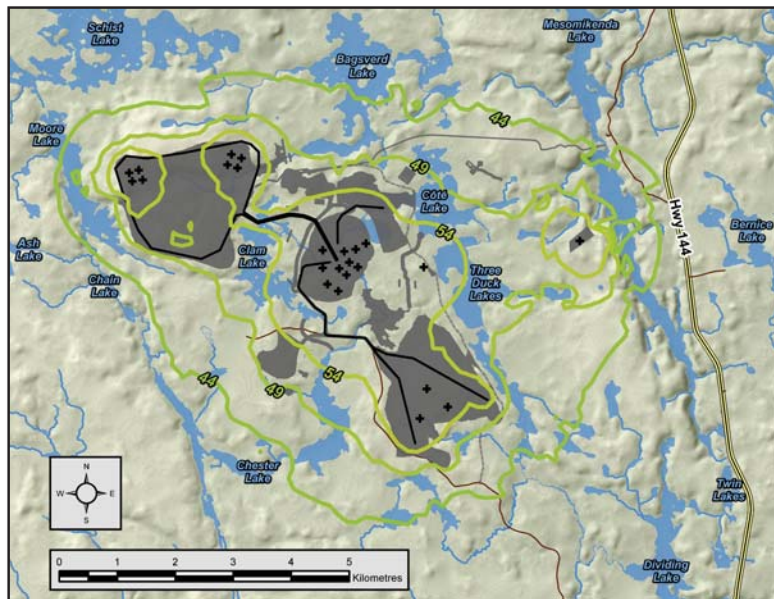 Schist
Lake
Mesomikenda
Lake
Bagsverd
Lake
Moore
Lake
44
49
Côté
Lake
Hwy-144
Bernice
Lake
Ash
Lake
Clam
Lake
54
Three
Duck
Lakes
Chain
Lake
44
49
54
Chester
Lake
Twin
Lakes
Dividing
Lake
N
W
E
S
0
1
2
3
4
5
Kilometres